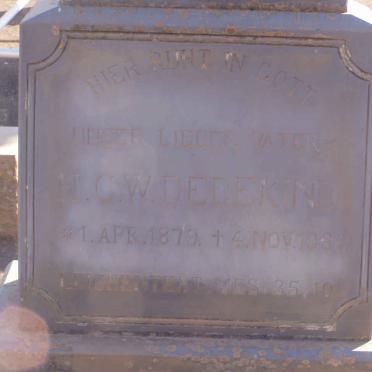 HIER RUHT IN GOTT
UNSER LIEBER VATER
H.C.W. DEDEKIND
* 1. APR. 1879. † 4. NOV.
JES. 35, 10